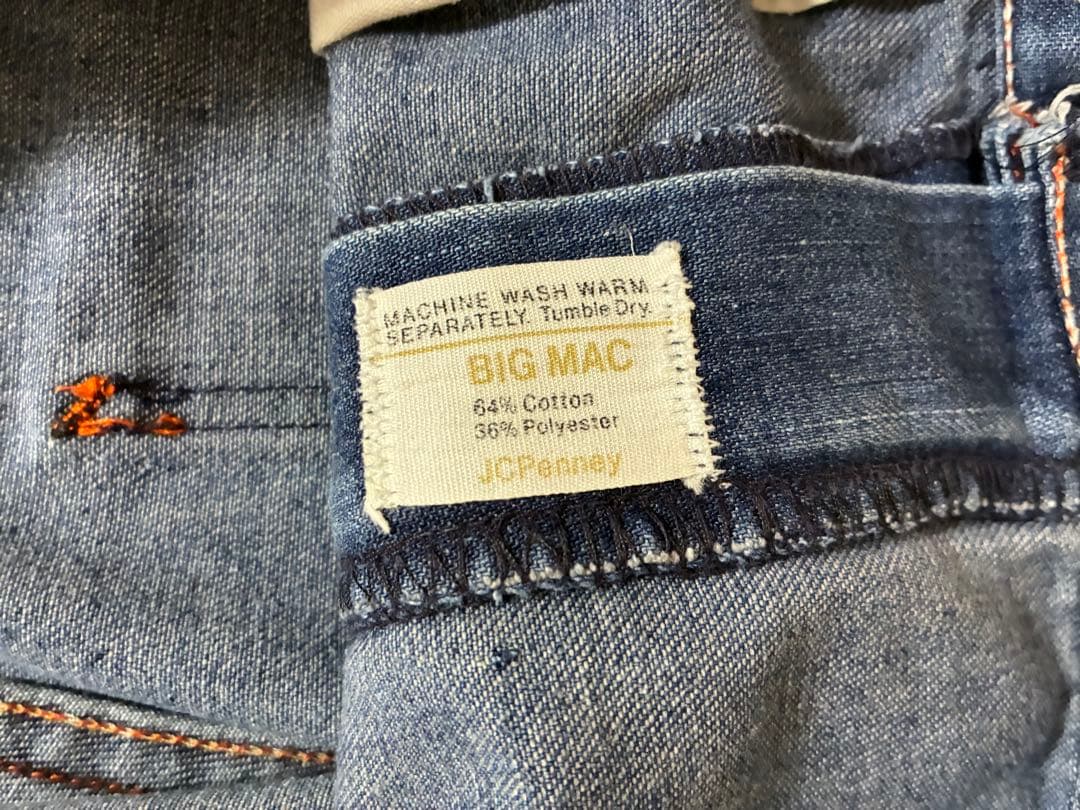 MACHINE WASH WARM
SEPARATELY. Tumble Dry.
BIG MAC
64% Cotton
36% Polyester
JCPenney